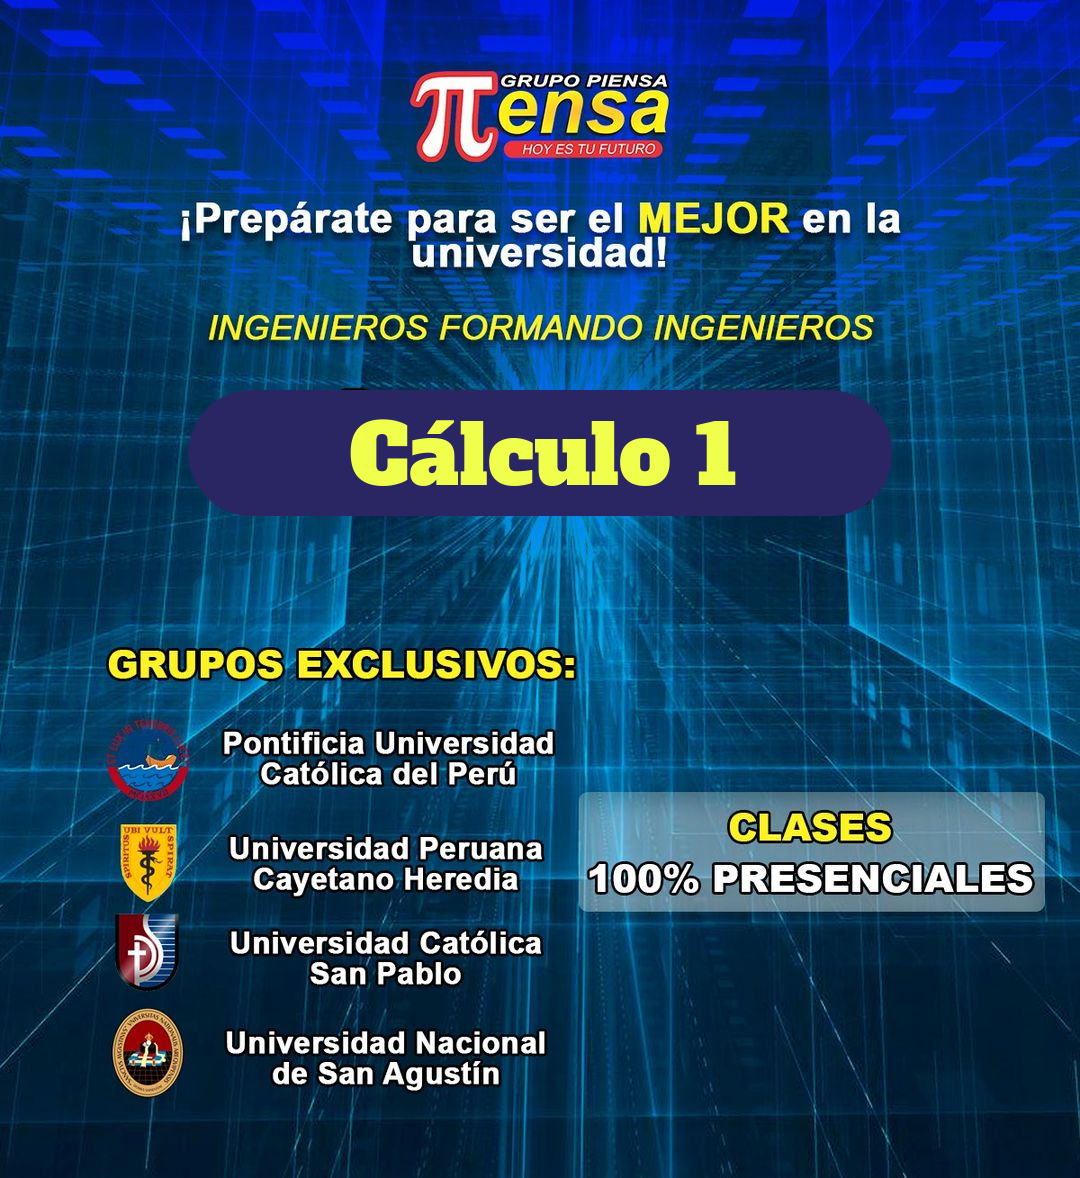 GRUPO PIENSA
πensa
HOY ES TU FUTURO
¡Prepárate para ser el MEJOR en la
universidad!
INGENIEROS FORMANDO INGENIEROS
Cálculo 1
GRUPOS EXCLUSIVOS:
Pontificia Universidad
Católica del Perú
UBI VULT
SPIRITUS
SPIRAT
Universidad Peruana
Cayetano Heredia
CLASES
100% PRESENCIALES
Universidad Católica
San Pablo
Universidad Nacional
de San Agustín